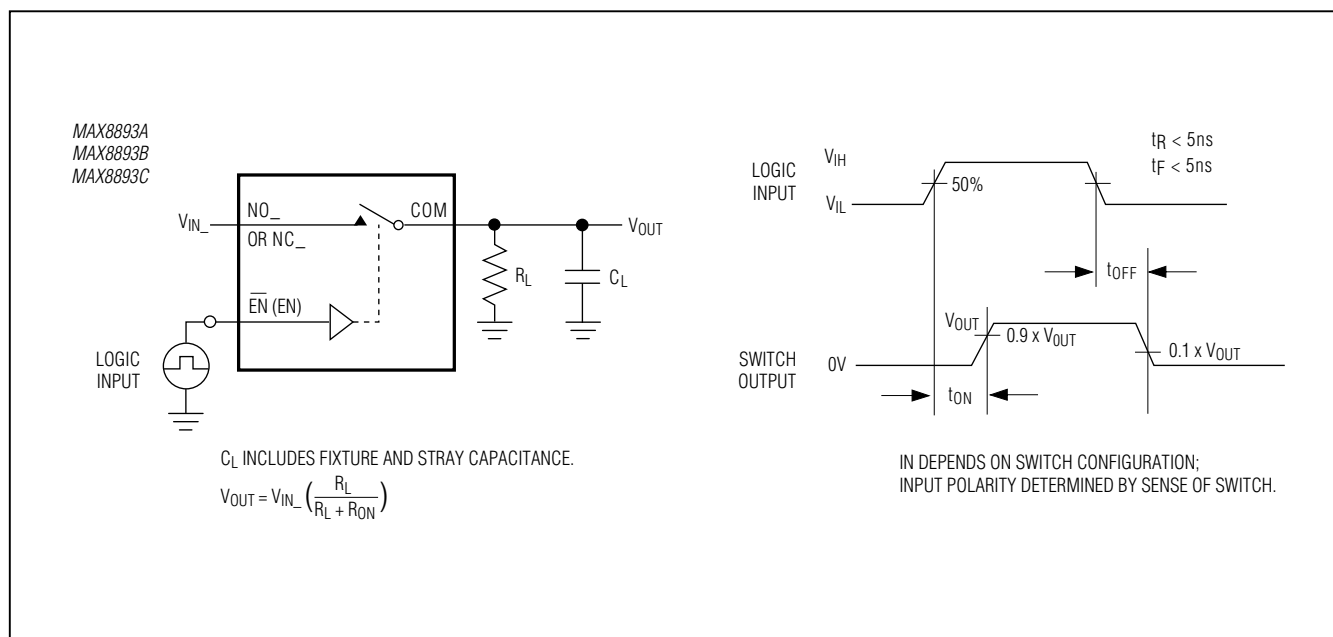 MAX8893A
MAX8893B
MAX8893C
V_IN_
NO_
OR NC_
COM
V_OUT
R_L
C_L
E̅N̅ (EN)
LOGIC
INPUT
C_L INCLUDES FIXTURE AND STRAY CAPACITANCE.
V_OUT = V_IN_ (R_L / (R_L + R_ON))
LOGIC
INPUT
V_IH
V_IL
50%
t_R < 5ns
t_F < 5ns
t_OFF
SWITCH
OUTPUT
V_OUT
0V
0.9 x V_OUT
0.1 x V_OUT
t_ON
IN DEPENDS ON SWITCH CONFIGURATION;
INPUT POLARITY DETERMINED BY SENSE OF SWITCH.